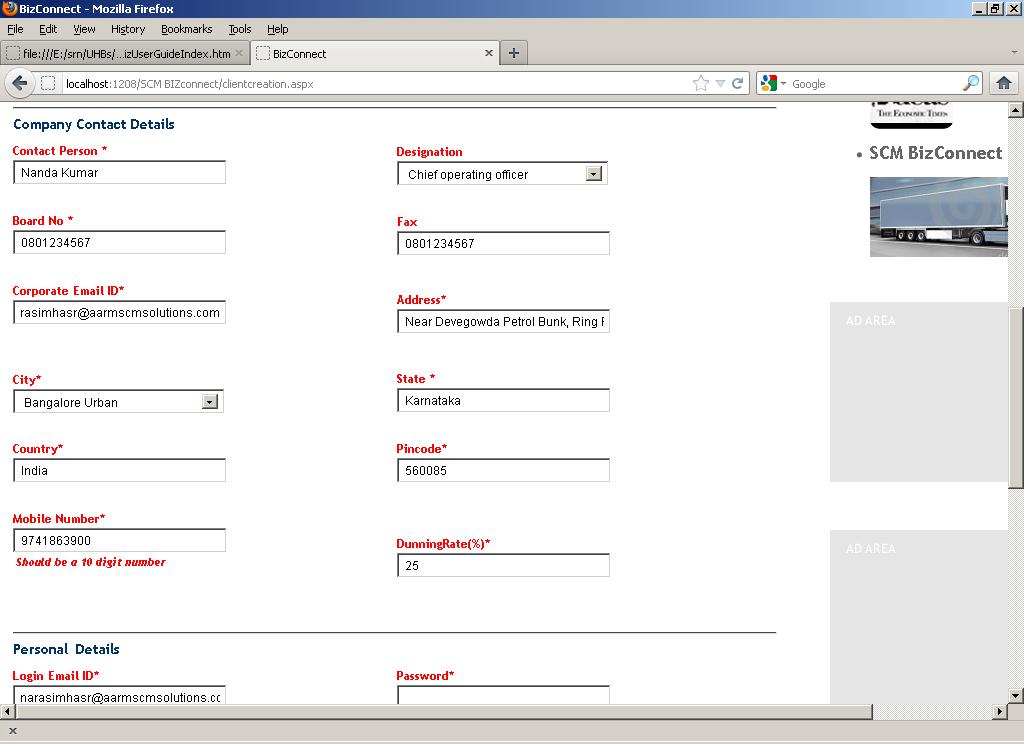 BizConnect - Mozilla Firefox
File Edit View History Bookmarks Tools Help
file:///E:/srn/UHBs/...izUserGuideIndex.htm
BizConnect
localhost:1208/SCM BIZconnect/clientcreation.aspx
Google
THE ECONOMIC TIMES
Company Contact Details
• SCM BizConnect
Contact Person *
Designation
Nanda Kumar
Chief operating officer
Board No *
Fax
0801234567
0801234567
Corporate Email ID*
Address*
rasimhasr@aarmscmsolutions.com
Near Devegowda Petrol Bunk, Ring
AD AREA
City*
State *
Bangalore Urban
Karnataka
Country*
Pincode*
India
560085
Mobile Number*
DunningRate(%)*
9741863900
AD AREA
Should be a 10 digit number
25
Personal Details
Login Email ID*
Password*
narasimhasr@aarmscmsolutions.cc